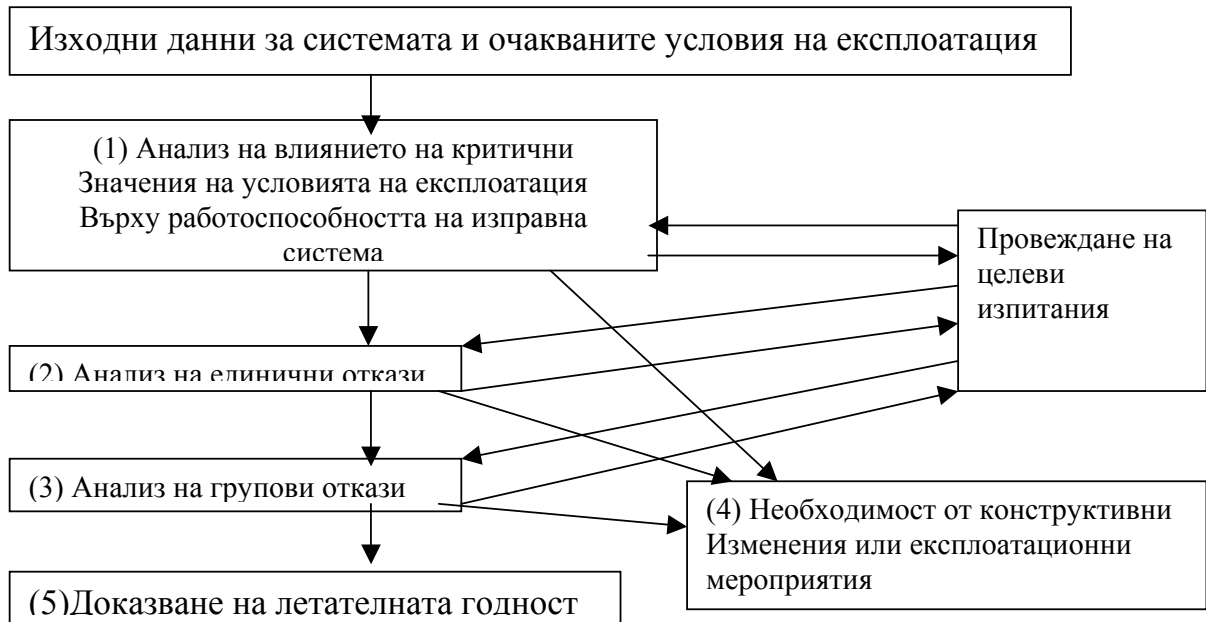 Изходни данни за системата и очакваните условия на експлоатация
(1) Анализ на влиянието на критични
Значения на условията на експлоатация
Върху работоспособността на изправна
система
Провеждане на
целеви
изпитания
(2) Анализ на единични откази
(3) Анализ на групови откази
(4) Необходимост от конструктивни
Изменения или експлоатационни
мероприятия
(5)Доказване на летателната годност